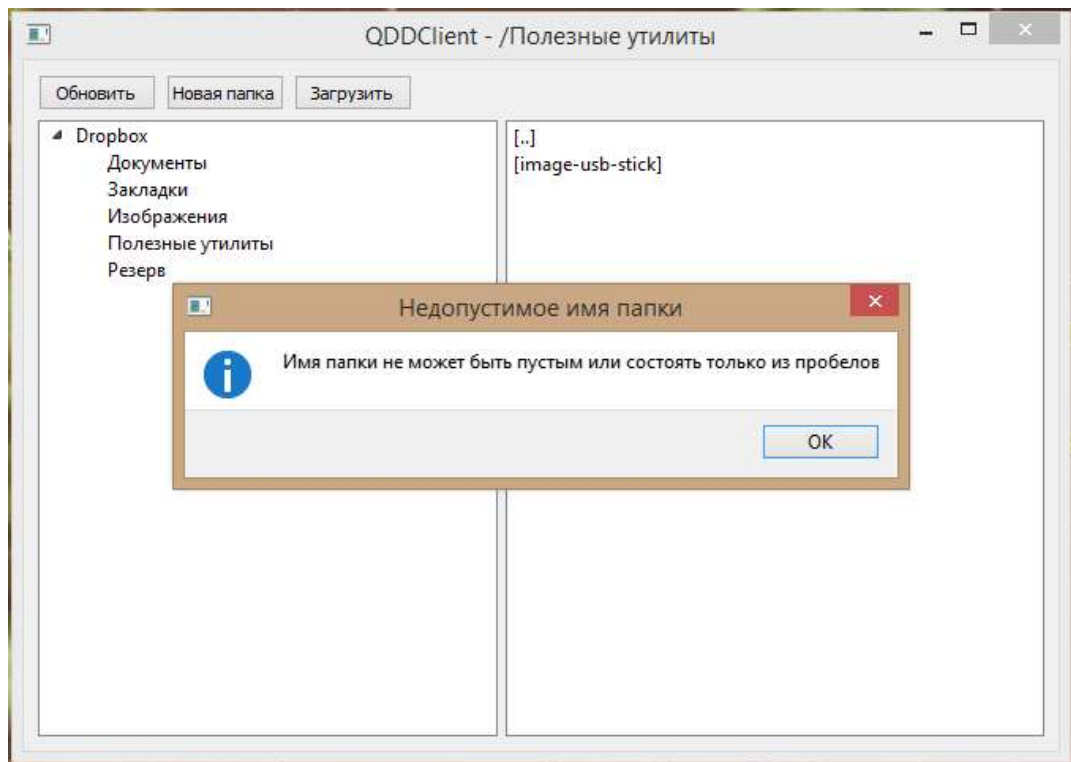 QDDClient - /Полезные утилиты
Обновить Новая папка Загрузить
Dropbox
Документы
Закладки
Изображения
Полезные утилиты
Резерв
[..]
[image-usb-stick]
Недопустимое имя папки
Имя папки не может быть пустым или состоять только из пробелов
OK